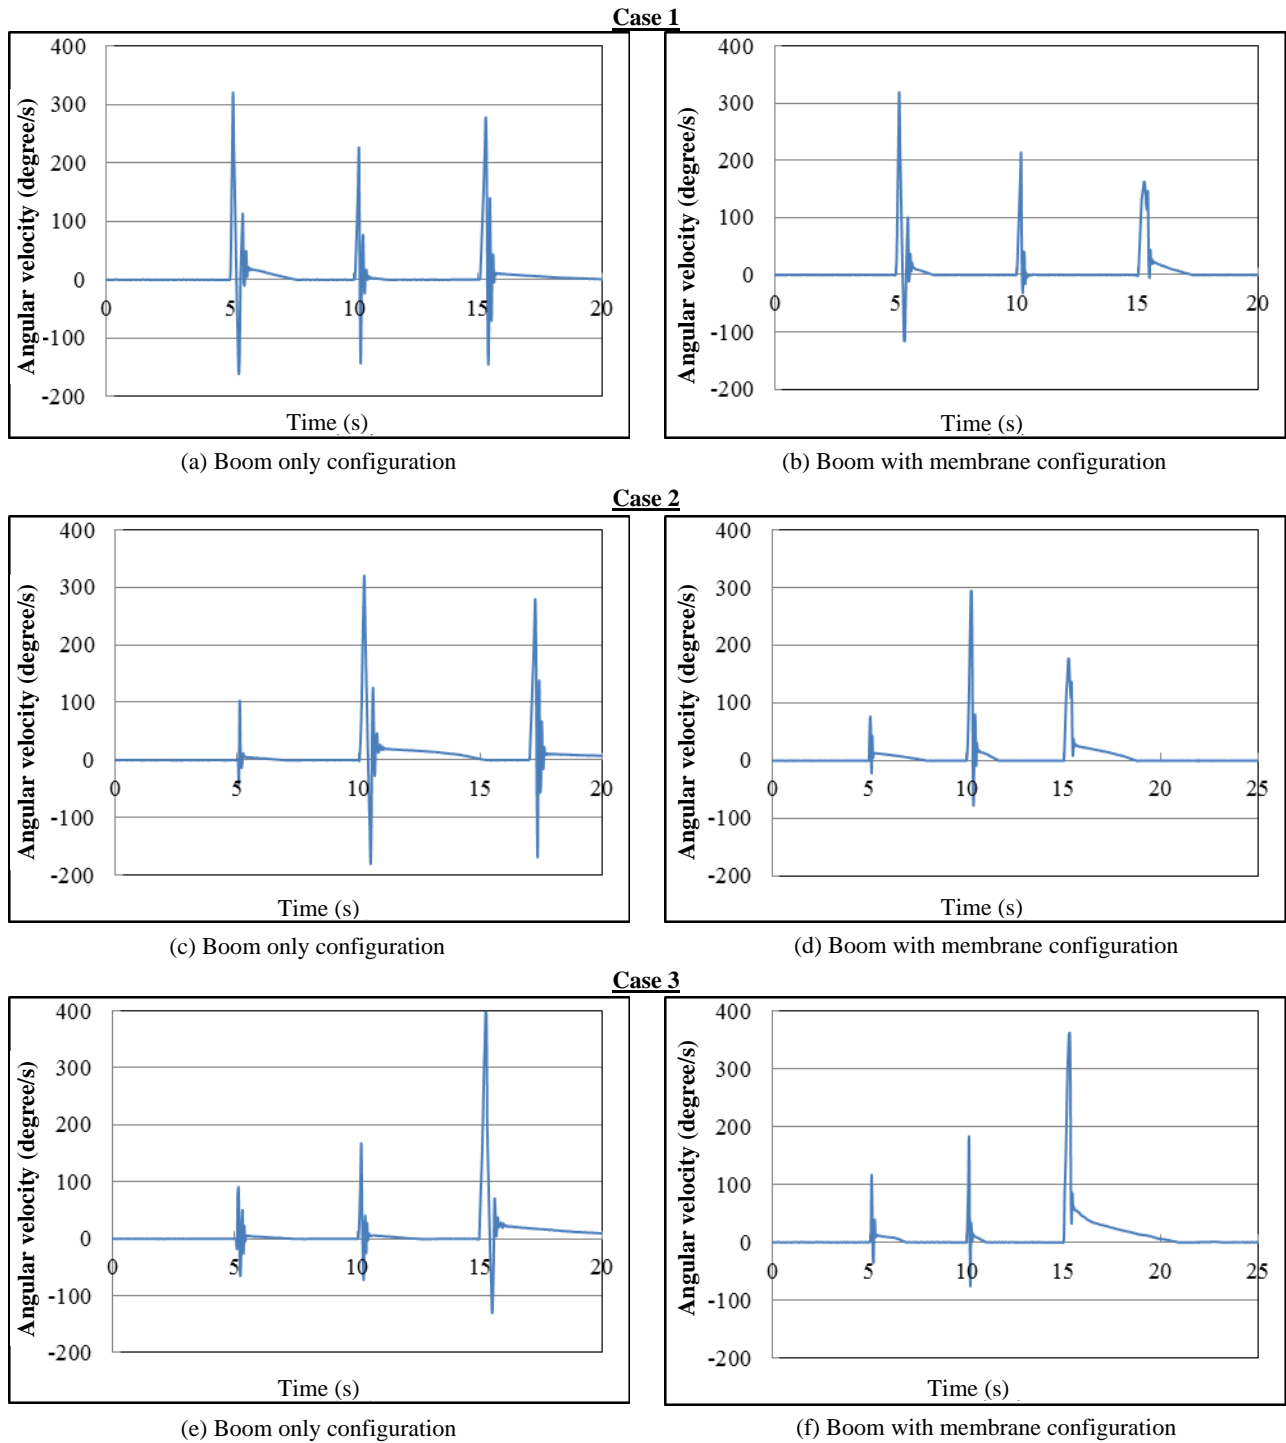 Case 1
Angular velocity (degree/s)
400
300
200
100
0
-100
-200
0 5 10 15 20
Time (s)
(a) Boom only configuration
Angular velocity (degree/s)
400
300
200
100
0
-100
-200
0 5 10 15 20
Time (s)
(b) Boom with membrane configuration
Case 2
Angular velocity (degree/s)
400
300
200
100
0
-100
-200
0 5 10 15 20
Time (s)
(c) Boom only configuration
Angular velocity (degree/s)
400
300
200
100
0
-100
-200
0 5 10 15 20 25
Time (s)
(d) Boom with membrane configuration
Case 3
Angular velocity (degree/s)
400
300
200
100
0
-100
-200
0 5 10 15 20
Time (s)
(e) Boom only configuration
Angular velocity (degree/s)
400
300
200
100
0
-100
-200
0 5 10 15 20 25
Time (s)
(f) Boom with membrane configuration